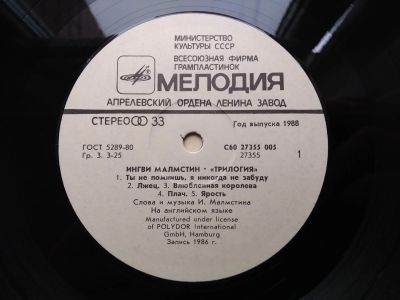 МИНИСТЕРСТВО
КУЛЬТУРЫ СССР
ВСЕСОЮЗНАЯ ФИРМА
ГРАМПЛАСТИНОК
МЕЛОДИЯ
АПРЕЛЕВСКИЙ ОРДЕНА ЛЕНИНА ЗАВОД
СТЕРЕО 33
Год выпуска 1988
ГОСТ 5289-80
С60 27355 005
Гр. 3. 3-25
27355
1
ИНГВИ МАЛМСТИН · «ТРИЛОГИЯ»
1. Ты не помнишь, я никогда не забуду
2. Лжец. 3. Влюбленная королева
4. Плач. 5. Ярость
Слова и музыка И. Малмстина
На английском языке
Manufactured under license
of POLYDOR International
GmbH, Hamburg
Запись 1986 г.